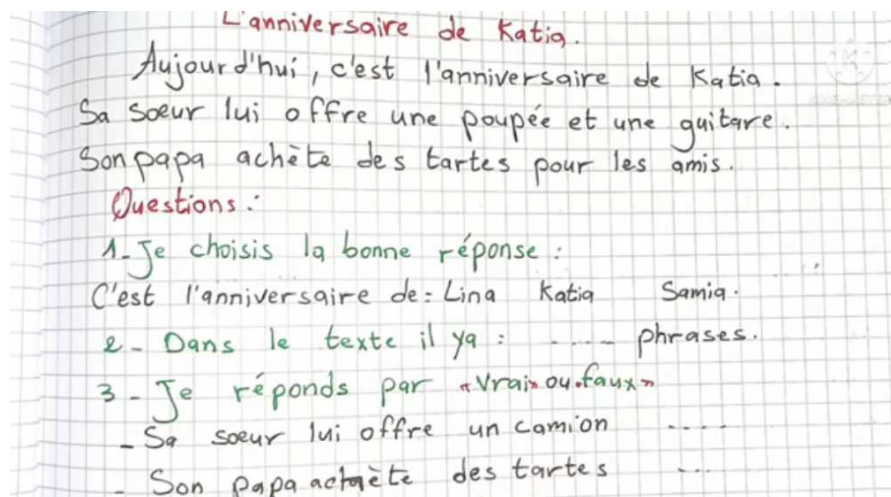 L'anniversaire de Katia.
Aujourd'hui, c'est l'anniversaire de Katia.
Sa soeur lui offre une poupée et une guitare.
Son papa achète des tartes pour les amis.
Questions :
1- Je choisis la bonne réponse :
C'est l'anniversaire de : Lina Katia Samia.
2- Dans le texte il ya : ..... phrases.
3- Je réponds par «vrai» ou «faux»
- Sa soeur lui offre un camion .....
- Son papa achète des tartes ....